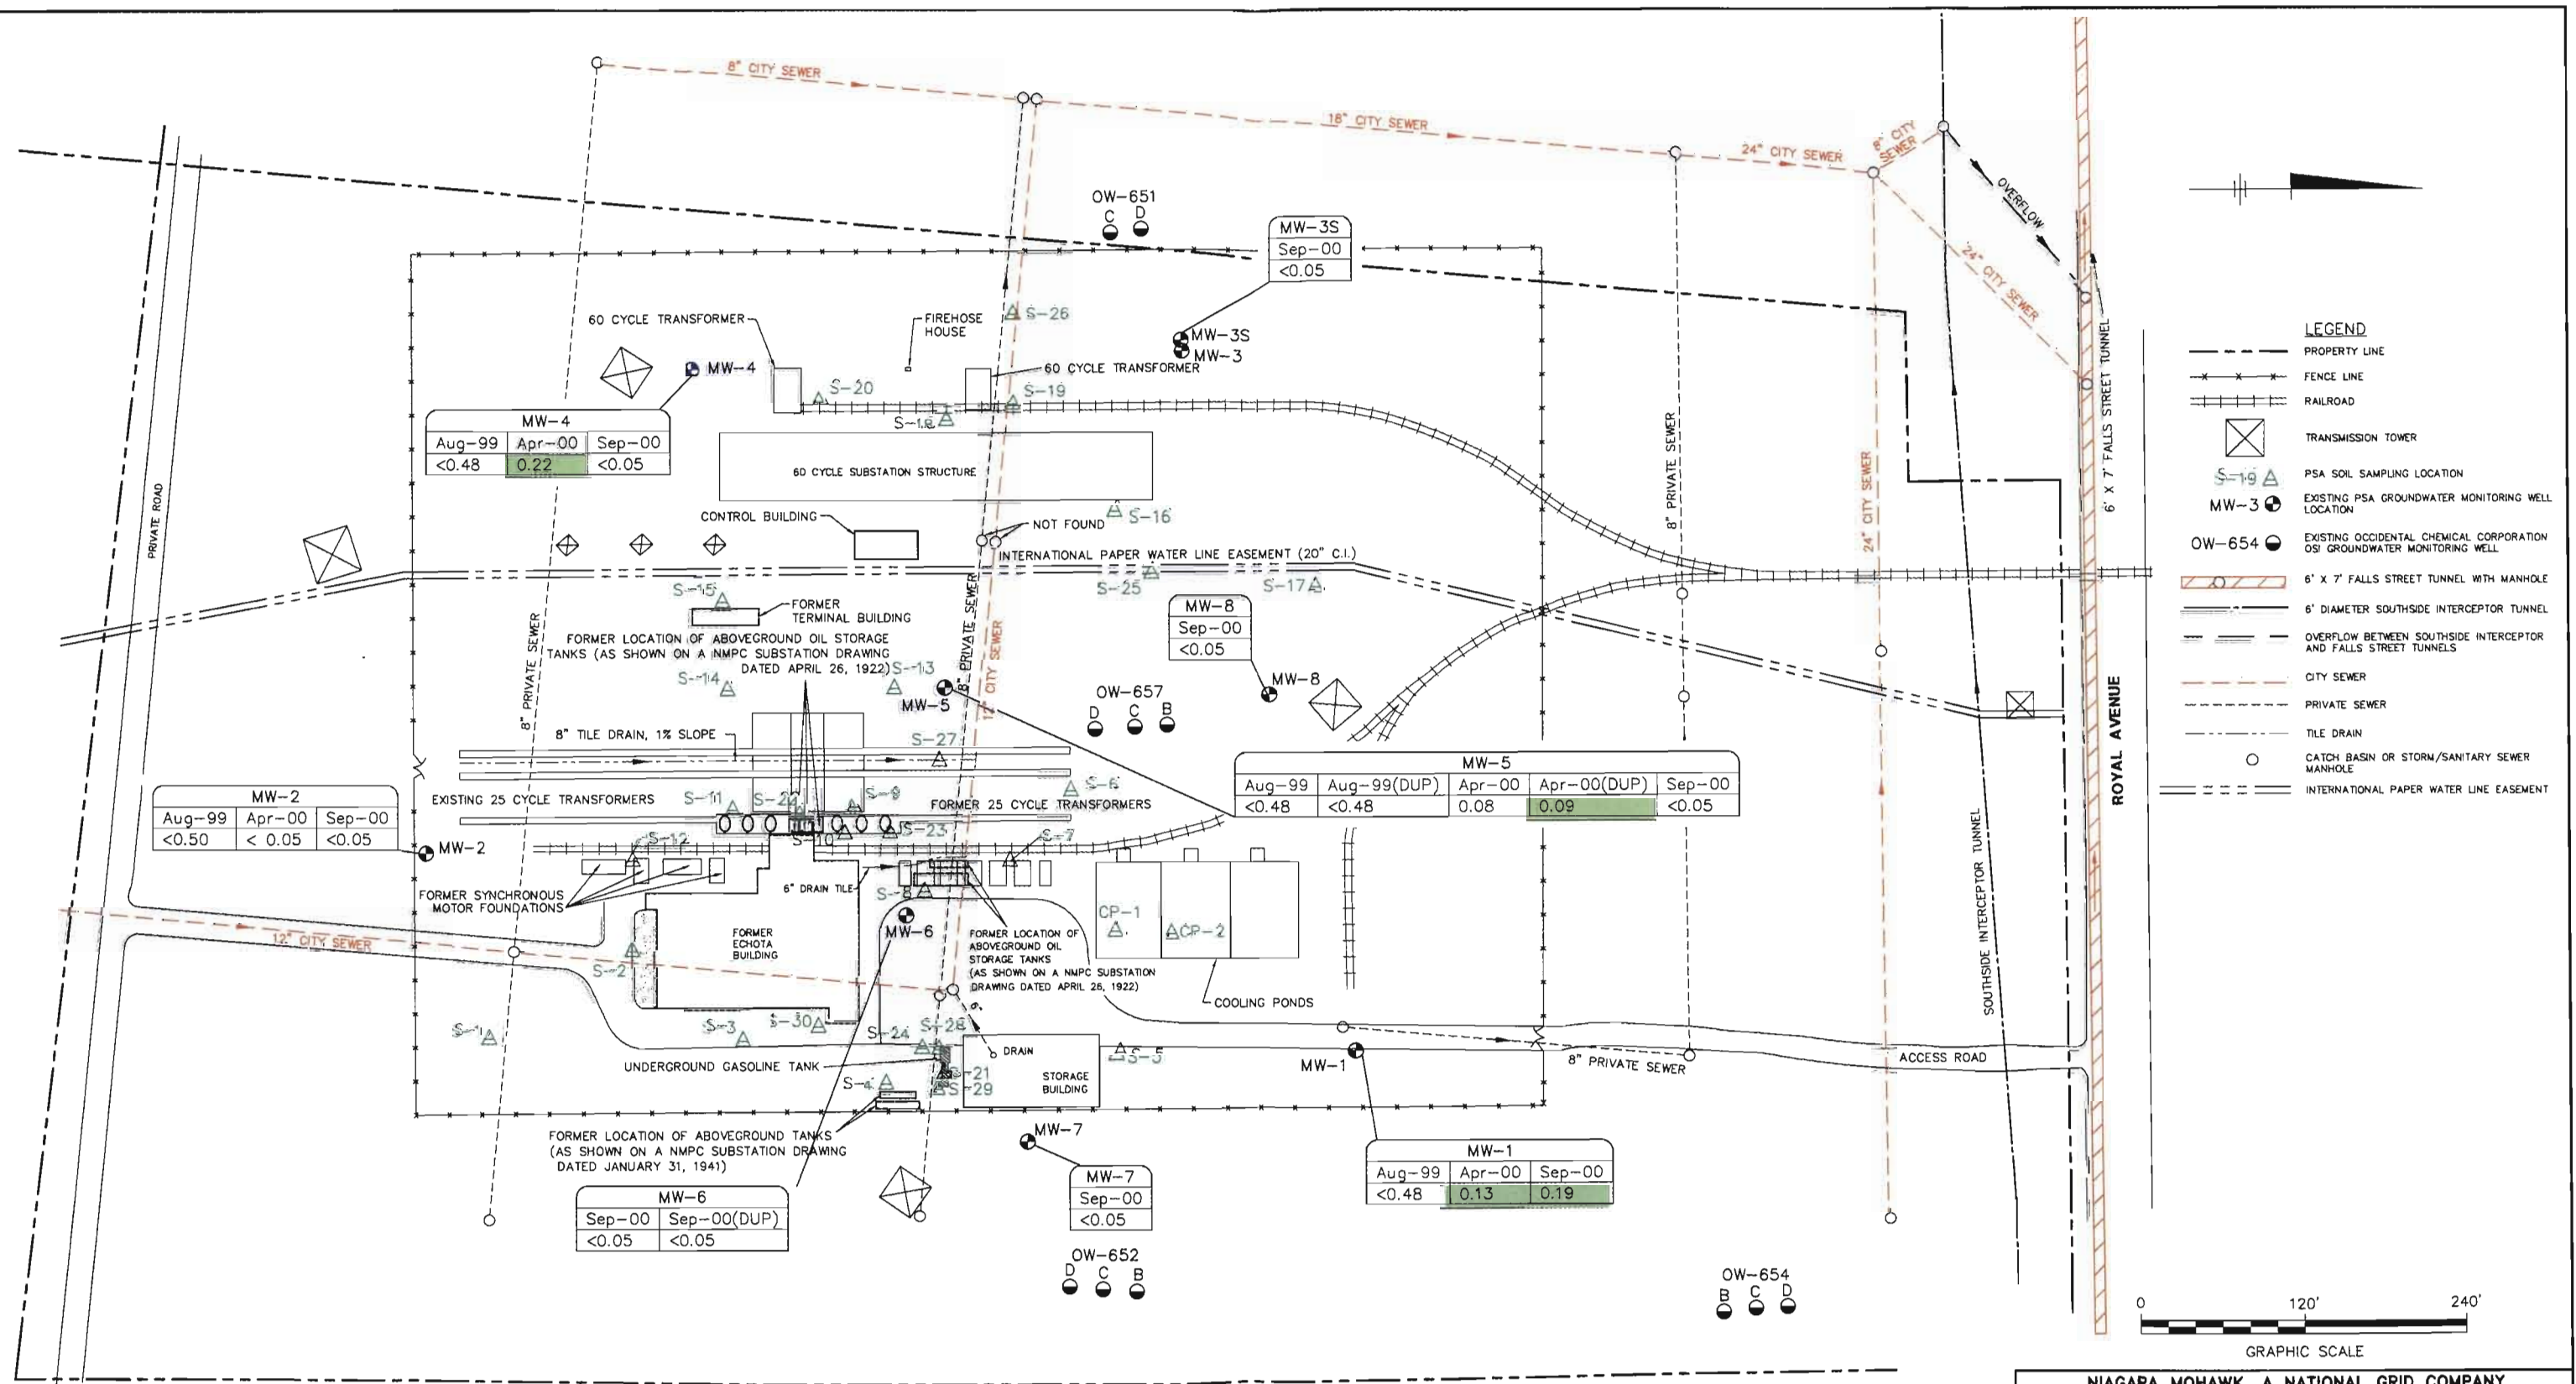 8" CITY SEWER
18" CITY SEWER
24" CITY SEWER
8" CITY
SEWER
OVERFLOW
24" CITY SEWER
OW-651
C D
MW-3S
Sep-00
<0.05
60 CYCLE TRANSFORMER
FIREHOSE
HOUSE
S-26
MW-3S
MW-3
MW-4
60 CYCLE TRANSFORMER
S-20
S-19
S-18
MW-4
Aug-99 Apr-00 Sep-00
<0.48 0.22 <0.05
60 CYCLE SUBSTATION STRUCTURE
PRIVATE ROAD
CONTROL BUILDING
S-16
NOT FOUND
INTERNATIONAL PAPER WATER LINE EASEMENT (20" C.I.)
8" PRIVATE SEWER
24" CITY SEWER
S-15
S-25
S-17
FORMER
TERMINAL BUILDING
MW-8
Sep-00
<0.05
FORMER LOCATION OF ABOVEGROUND OIL STORAGE
TANKS (AS SHOWN ON A NMPC SUBSTATION DRAWING
DATED APRIL 26, 1922)
8" PRIVATE SEWER
8" PRIVATE SEWER
12" CITY SEWER
S-13
S-14
MW-5
MW-8
OW-657
D C B
8" TILE DRAIN, 1% SLOPE
S-27
MW-5
Aug-99 Aug-99(DUP) Apr-00 Apr-00(DUP) Sep-00
<0.48 <0.48 0.08 0.09 <0.05
MW-2
Aug-99 Apr-00 Sep-00
<0.50 < 0.05 <0.05
MW-2
EXISTING 25 CYCLE TRANSFORMERS
S-11
S-9
S-6
FORMER 25 CYCLE TRANSFORMERS
S-12
S-10
S-23
S-7
FORMER SYNCHRONOUS
MOTOR FOUNDATIONS
6" DRAIN TILE
S-8
MW-6
CP-1
CP-2
12" CITY SEWER
FORMER
ECHOTA
BUILDING
FORMER LOCATION OF
ABOVEGROUND OIL
STORAGE TANKS
(AS SHOWN ON A NMPC SUBSTATION
DRAWING DATED APRIL 26, 1922)
S-2
COOLING PONDS
6"
S-1
S-3
S-30
S-24
S-28
DRAIN
S-5
UNDERGROUND GASOLINE TANK
S-4
S-21
S-29
STORAGE
BUILDING
MW-1
8" PRIVATE SEWER
ACCESS ROAD
SOUTHSIDE INTERCEPTOR TUNNEL
FORMER LOCATION OF ABOVEGROUND TANKS
(AS SHOWN ON A NMPC SUBSTATION DRAWING
DATED JANUARY 31, 1941)
MW-7
MW-7
Sep-00
<0.05
MW-1
Aug-99 Apr-00 Sep-00
<0.48 0.13 0.19
MW-6
Sep-00 Sep-00(DUP)
<0.05 <0.05
OW-652
D C B
OW-654
B C D
6' X 7' FALLS STREET TUNNEL
ROYAL AVENUE
LEGEND
PROPERTY LINE
FENCE LINE
RAILROAD
TRANSMISSION TOWER
S-19 PSA SOIL SAMPLING LOCATION
MW-3 EXISTING PSA GROUNDWATER MONITORING WELL
LOCATION
OW-654 EXISTING OCCIDENTAL CHEMICAL CORPORATION
OSI GROUNDWATER MONITORING WELL
6' X 7' FALLS STREET TUNNEL WITH MANHOLE
6' DIAMETER SOUTHSIDE INTERCEPTOR TUNNEL
OVERFLOW BETWEEN SOUTHSIDE INTERCEPTOR
AND FALLS STREET TUNNELS
CITY SEWER
PRIVATE SEWER
TILE DRAIN
CATCH BASIN OR STORM/SANITARY SEWER
MANHOLE
INTERNATIONAL PAPER WATER LINE EASEMENT
0 120' 240'
GRAPHIC SCALE
NIAGARA MOHAWK, A NATIONAL GRID COMPANY